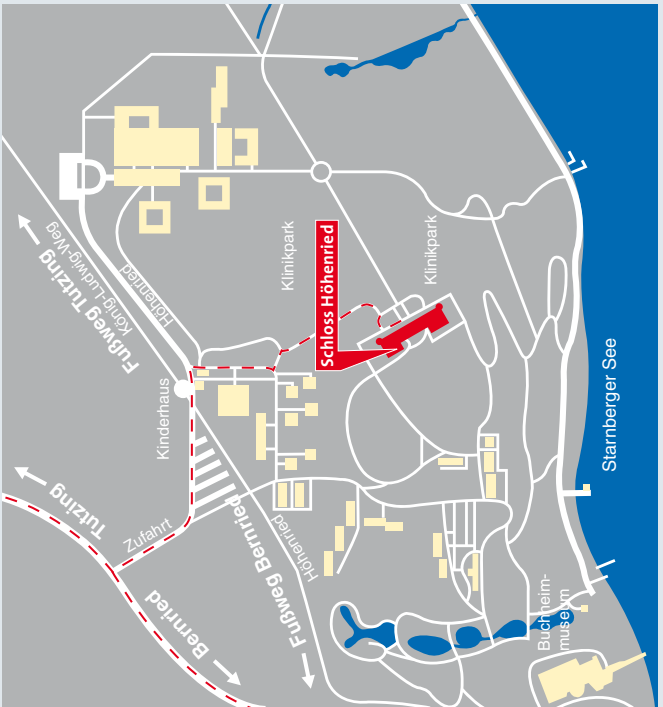 Fußweg Tutzing
König-Ludwig-Weg
Höhenried
Klinikpark
Schloss Höhenried
Klinikpark
Kinderhaus
Starnberger See
Tutzing
Zufahrt
Höhenried
Fußweg Bernried
Bernried
Buchheim-
museum